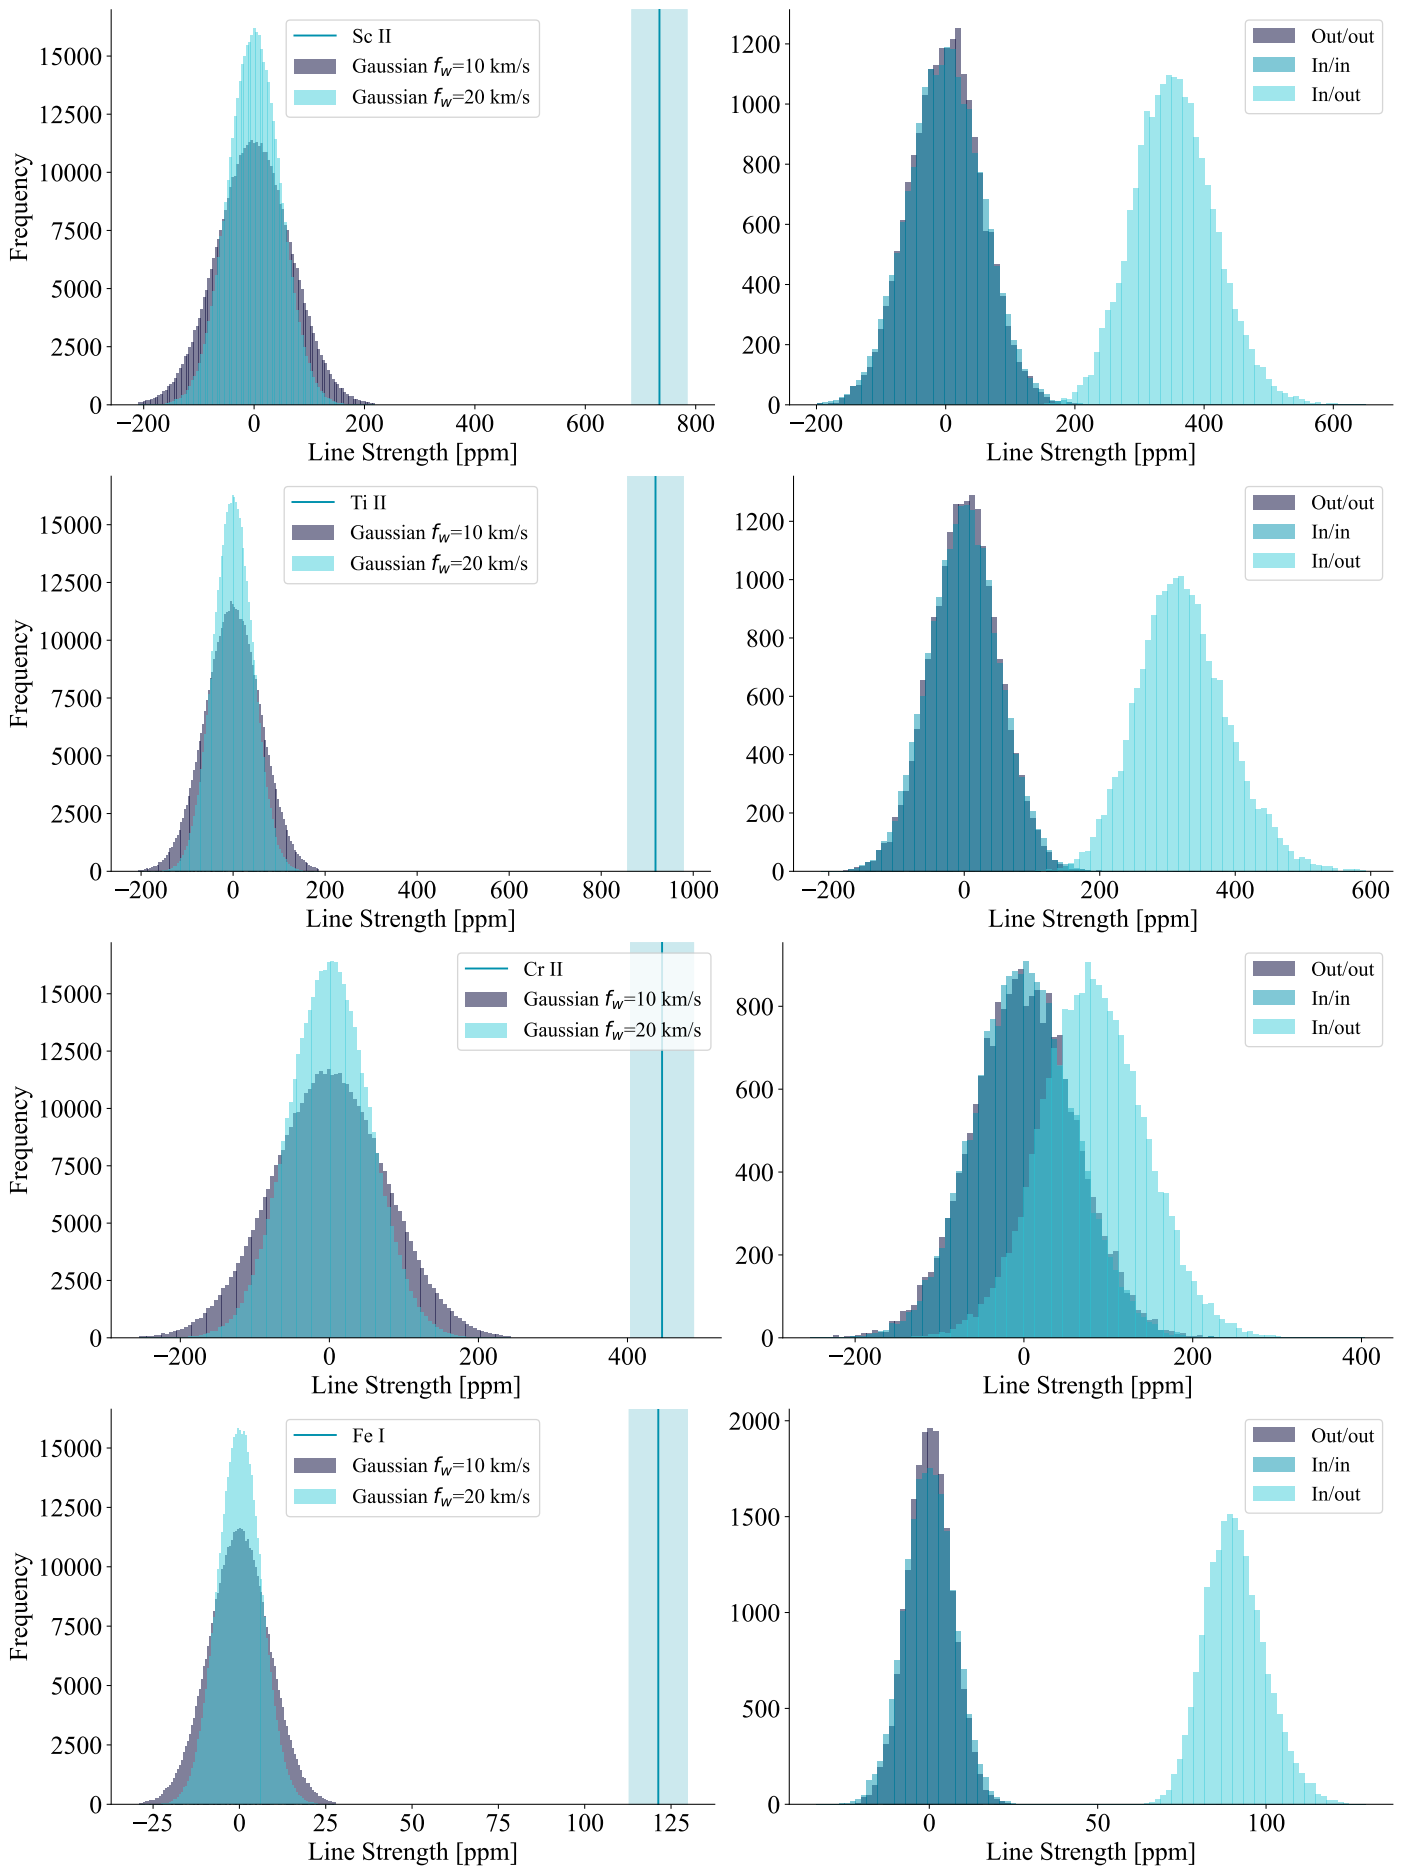 15000
12500
10000
7500
5000
2500
0
Frequency
−200 0 200 400 600 800
Line Strength [ppm]
Sc II
Gaussian fw=10 km/s
Gaussian fw=20 km/s
1200
1000
800
600
400
200
0
−200 0 200 400 600
Line Strength [ppm]
Out/out
In/in
In/out
15000
12500
10000
7500
5000
2500
0
Frequency
−200 0 200 400 600 800 1000
Line Strength [ppm]
Ti II
Gaussian fw=10 km/s
Gaussian fw=20 km/s
1200
1000
800
600
400
200
0
−200 0 200 400 600
Line Strength [ppm]
Out/out
In/in
In/out
15000
12500
10000
7500
5000
2500
0
Frequency
−200 0 200 400
Line Strength [ppm]
Cr II
Gaussian fw=10 km/s
Gaussian fw=20 km/s
800
600
400
200
0
−200 0 200 400
Line Strength [ppm]
Out/out
In/in
In/out
15000
12500
10000
7500
5000
2500
0
Frequency
−25 0 25 50 75 100 125
Line Strength [ppm]
Fe I
Gaussian fw=10 km/s
Gaussian fw=20 km/s
2000
1500
1000
500
0
0 50 100
Line Strength [ppm]
Out/out
In/in
In/out